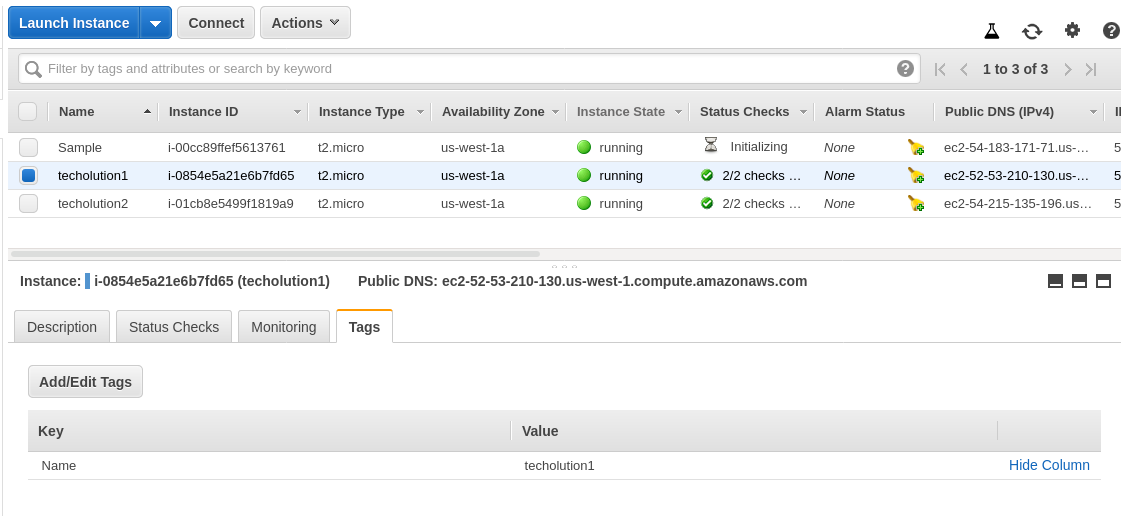 Launch Instance Connect Actions
Filter by tags and attributes or search by keyword ? 1 to 3 of 3 ?
Name Instance ID Instance Type Availability Zone Instance State Status Checks Alarm Status Public DNS (IPv4)
Sample i-00cc89ffef5613761 t2.micro us-west-1a running Initializing None ec2-54-183-171-71.us-... 5
techolution1 i-0854e5a21e6b7fd65 t2.micro us-west-1a running 2/2 checks ... None ec2-52-53-210-130.us-... 5
techolution2 i-01cb8e5499f1819a9 t2.micro us-west-1a running 2/2 checks ... None ec2-54-215-135-196.us... 5
Instance: i-0854e5a21e6b7fd65 (techolution1) Public DNS: ec2-52-53-210-130.us-west-1.compute.amazonaws.com
Description Status Checks Monitoring Tags
Add/Edit Tags
Key Value
Name techolution1 Hide Column